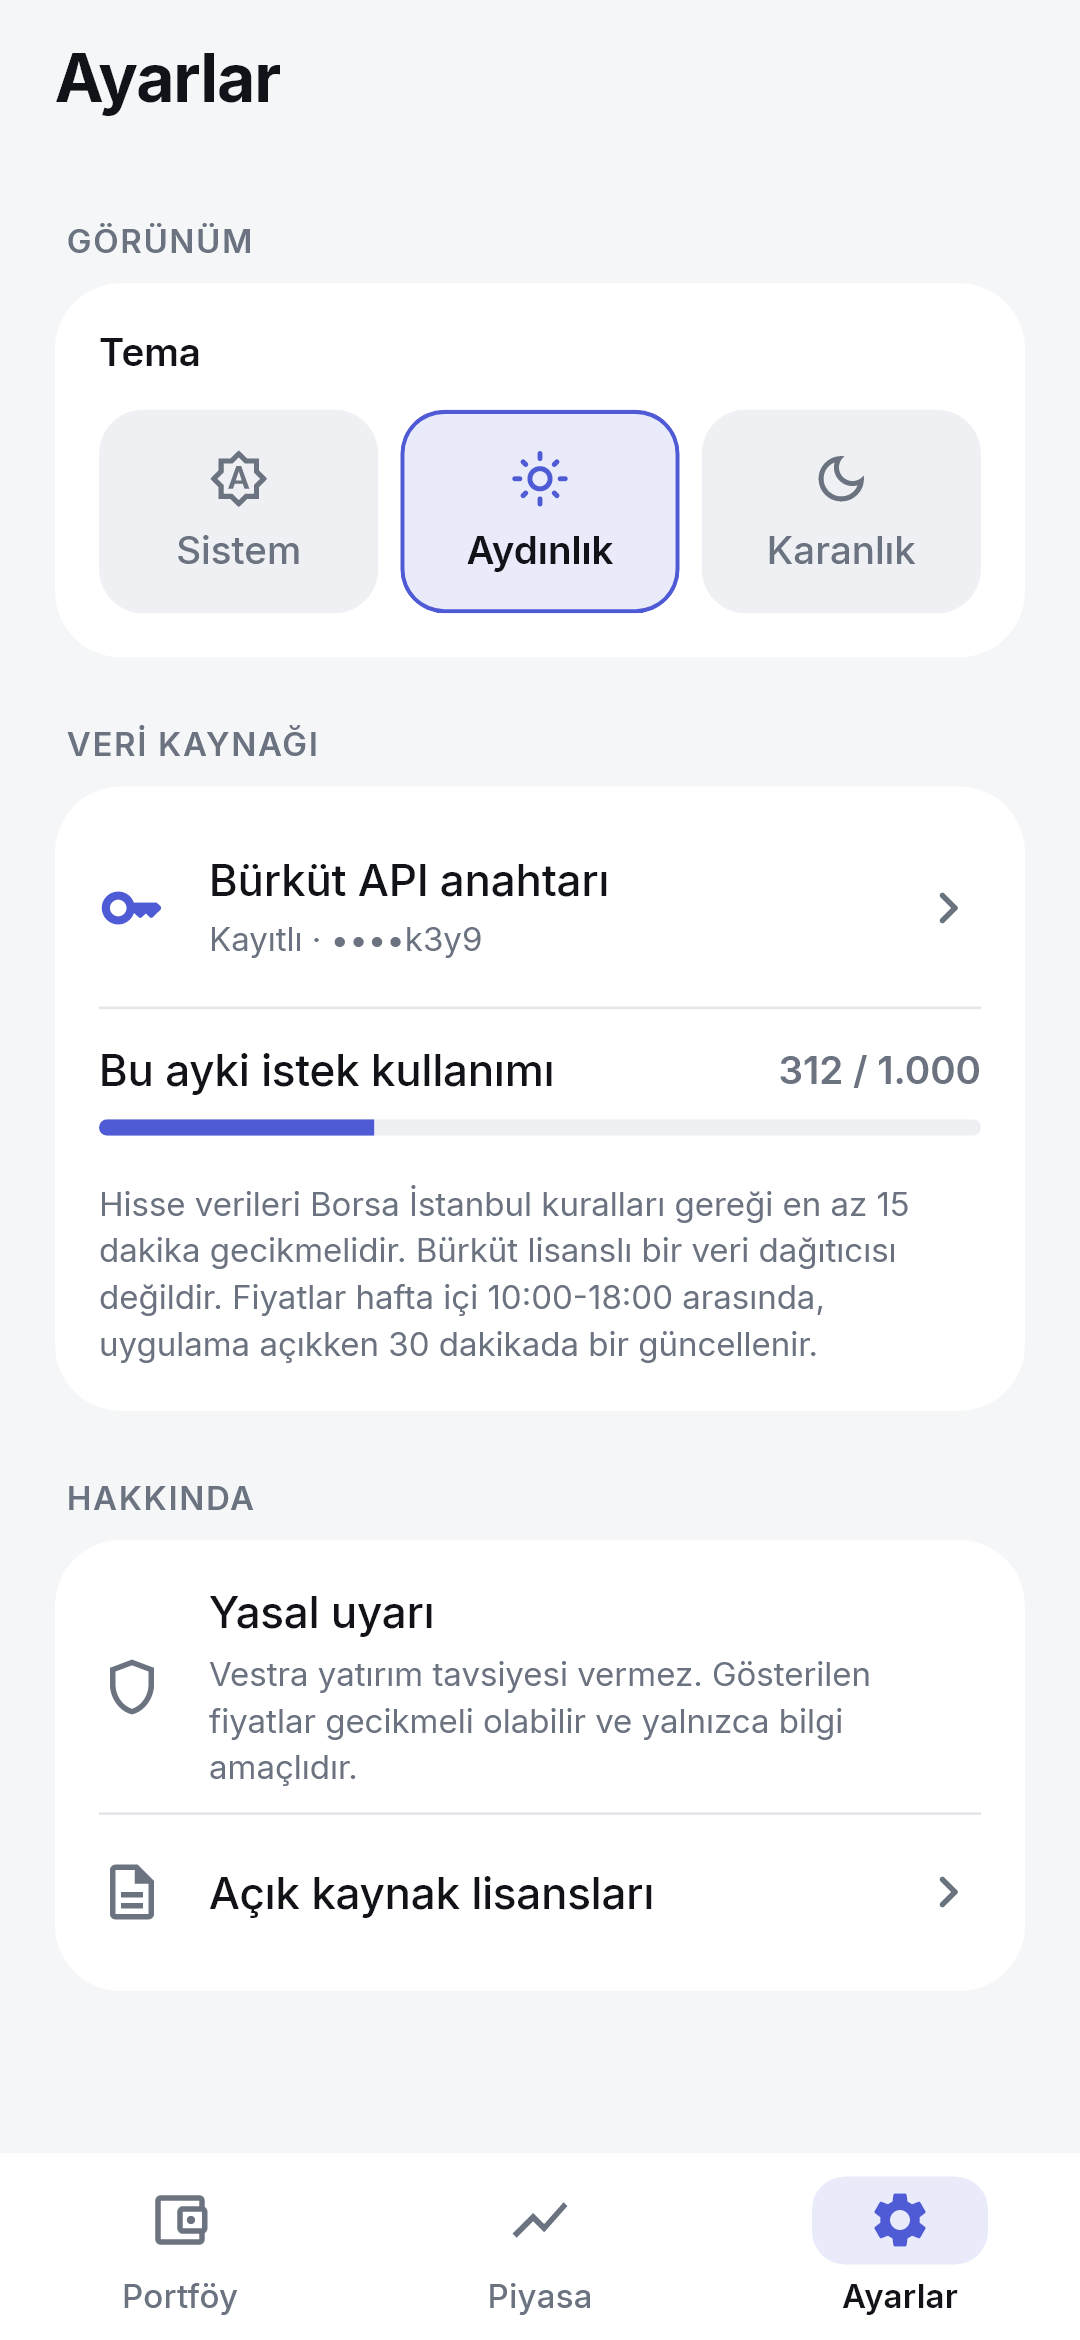 Ayarlar
GÖRÜNÜM
Tema
Sistem
Aydınlık
Karanlık
VERİ KAYNAĞI
Bürküt API anahtarı
Kayıtlı · ••••k3y9
Bu ayki istek kullanımı
312 / 1.000
Hisse verileri Borsa İstanbul kuralları gereği en az 15
dakika gecikmelidir. Bürküt lisanslı bir veri dağıtıcısı
değildir. Fiyatlar hafta içi 10:00-18:00 arasında,
uygulama açıkken 30 dakikada bir güncellenir.
HAKKINDA
Yasal uyarı
Vestra yatırım tavsiyesi vermez. Gösterilen
fiyatlar gecikmeli olabilir ve yalnızca bilgi
amaçlıdır.
Açık kaynak lisansları
Portföy
Piyasa
Ayarlar